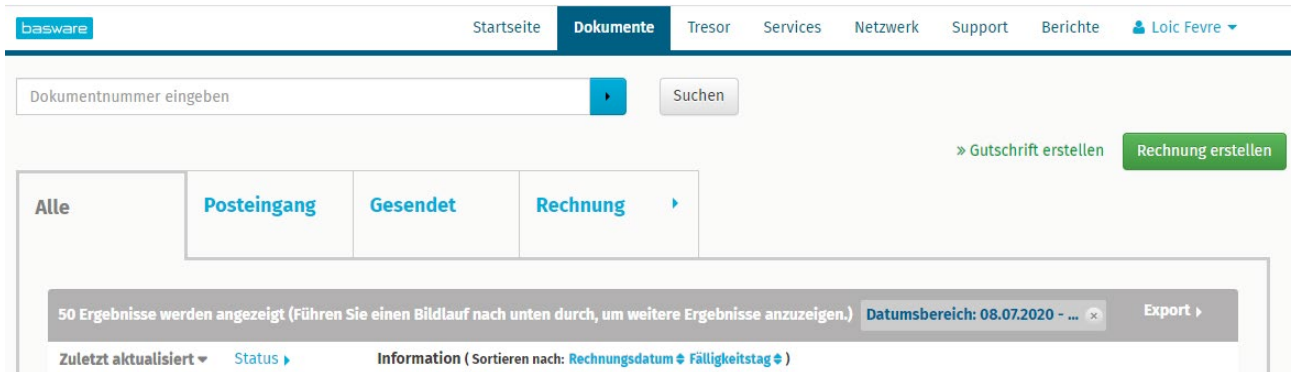 basware Startseite Dokumente Tresor Services Netzwerk Support Berichte Loic Fevre
Dokumentnummer eingeben Suchen
» Gutschrift erstellen Rechnung erstellen
Alle Posteingang Gesendet Rechnung
50 Ergebnisse werden angezeigt (Führen Sie einen Bildlauf nach unten durch, um weitere Ergebnisse anzuzeigen.) Datumsbereich: 08.07.2020 - ... × Export
Zuletzt aktualisiert Status Information ( Sortieren nach: Rechnungsdatum Fälligkeitstag )